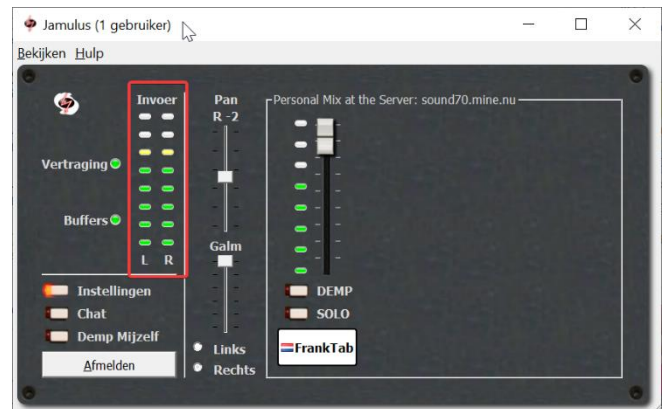 Jamulus (1 gebruiker)
Bekijken Hulp
Invoer
Vertraging
Buffers
L R
Instellingen
Chat
Demp Mijzelf
Afmelden
Pan
R -2
Galm
Links
Rechts
Personal Mix at the Server: sound70.mine.nu
DEMP
SOLO
FrankTab